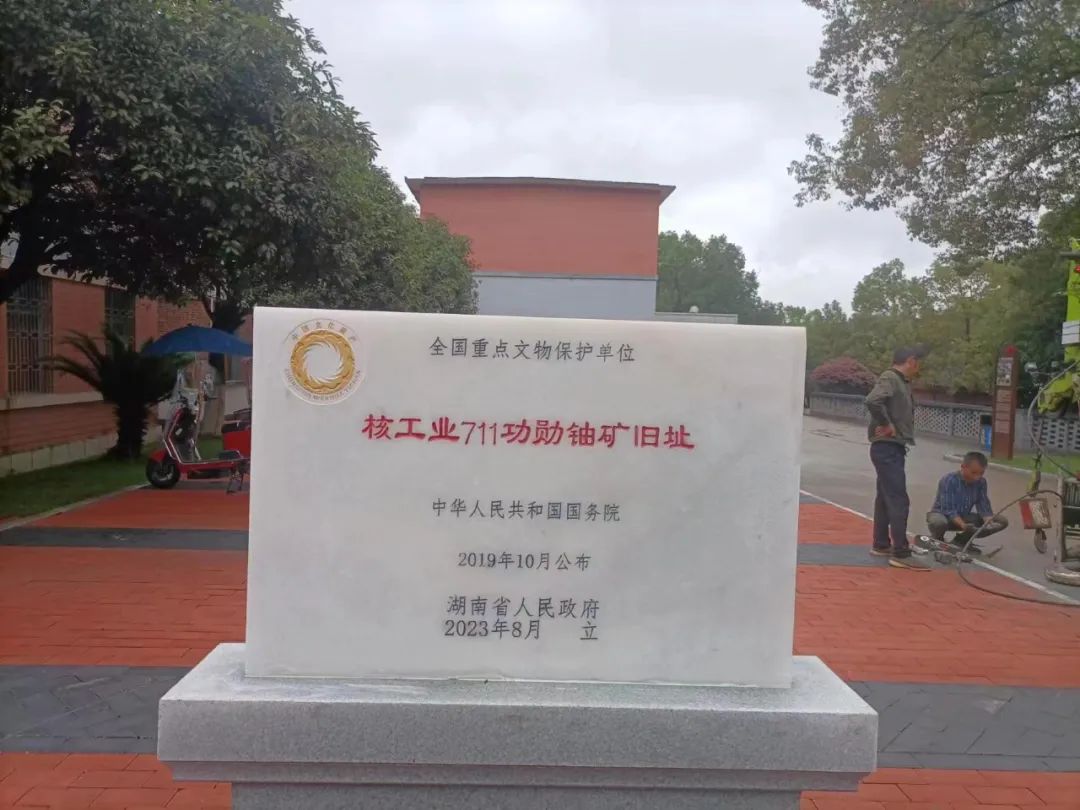 全国重点文物保护单位
核工业711功勋铀矿旧址
中华人民共和国国务院
2019年10月公布
湖南省人民政府
2023年8月 立